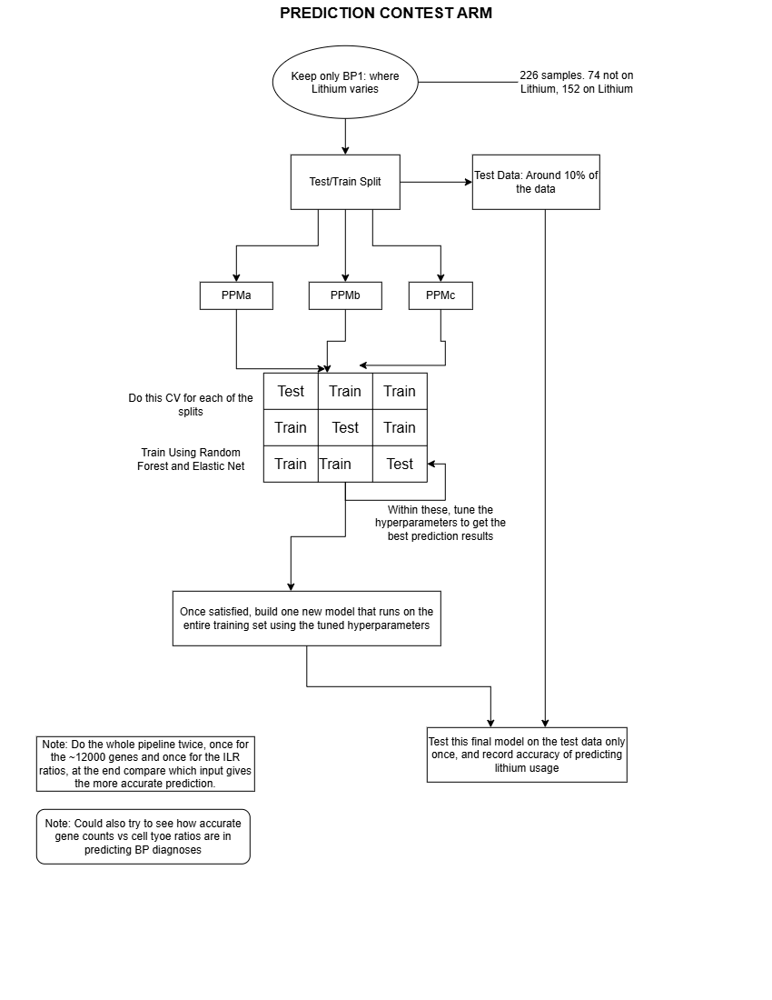 PREDICTION CONTEST ARM
Keep only BP1: where
Lithium varies
226 samples. 74 not on
Lithium, 152 on Lithium
Test/Train Split
Test Data: Around 10% of
the data
PPMa
PPMb
PPMc
Do this CV for each of the
splits
Test
Train
Train
Train
Test
Train
Train Using Random
Forest and Elastic Net
Train
Train
Test
Within these, tune the
hyperparameters to get the
best prediction results
Once satisfied, build one new model that runs on the
entire training set using the tuned hyperparameters
Note: Do the whole pipeline twice, once for
the ~12000 genes and once for the ILR
ratios, at the end compare which input gives
the more accurate prediction.
Test this final model on the test data only
once, and record accuracy of predicting
lithium usage
Note: Could also try to see how accurate
gene counts vs cell tyoe ratios are in
predicting BP diagnoses